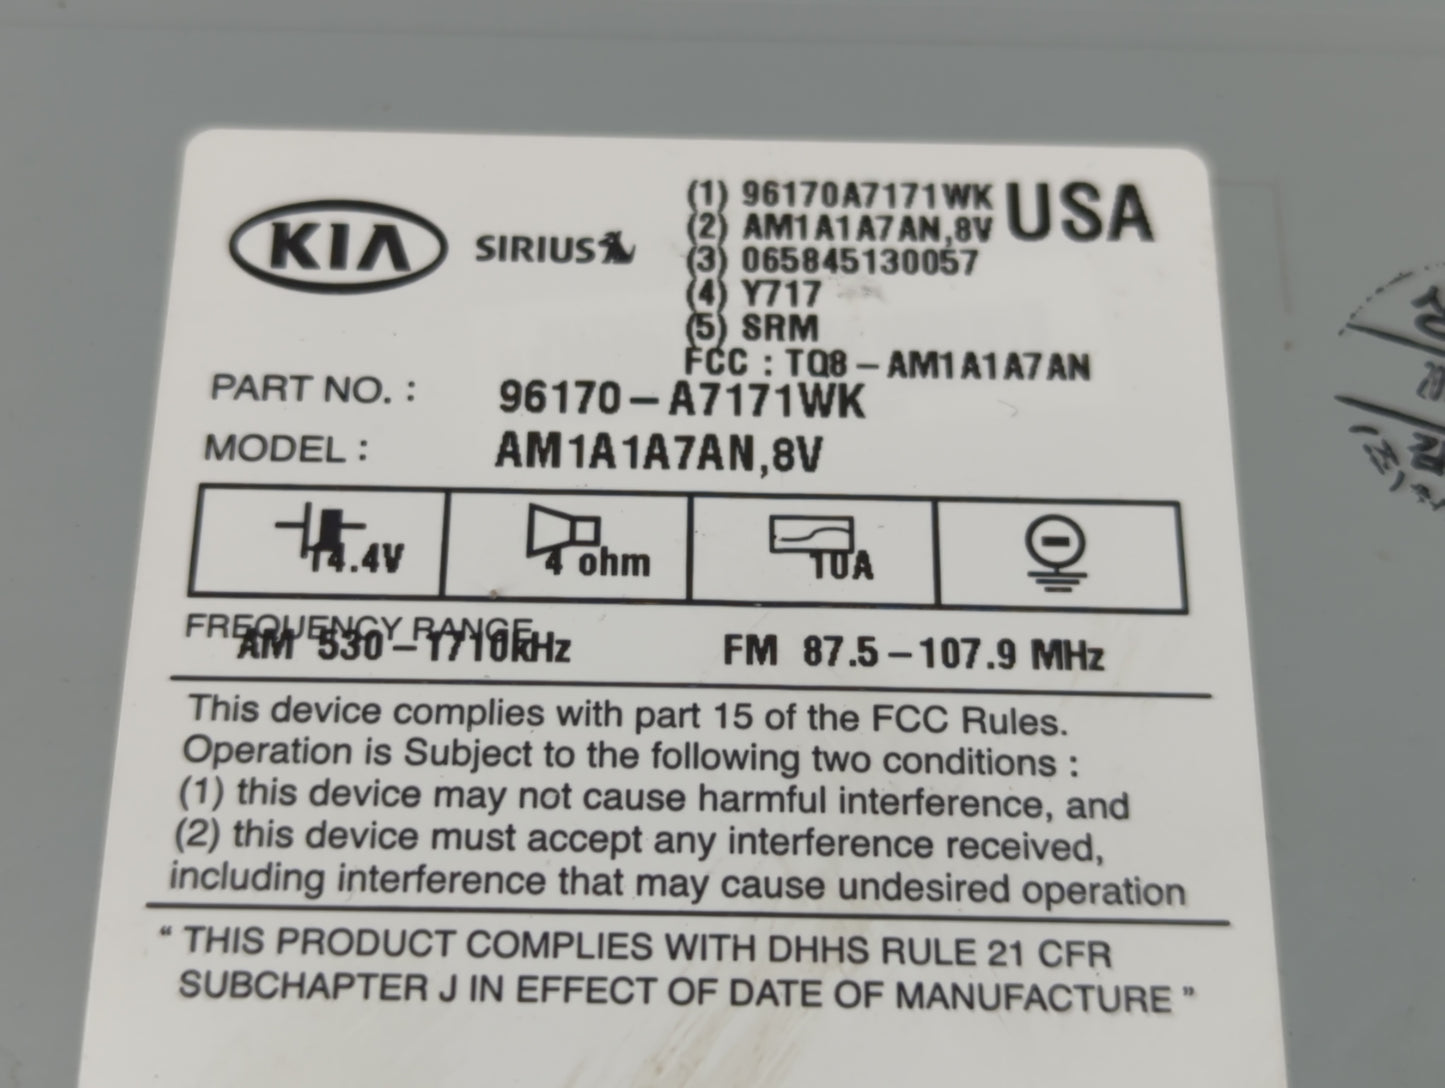 KIA
SIRIUS
(1) 96170A7171WK USA
(2) AM1A1A7AN,8V
(3) 065845130057
(4) Y717
(5) SRM
FCC : TQ8-AM1A1A7AN
PART NO. : 96170-A7171WK
MODEL : AM1A1A7AN,8V
14.4V 4 ohm 10A
FREQUENCY RANGE
AM 530-1710kHz FM 87.5-107.9 MHz
This device complies with part 15 of the FCC Rules.
Operation is Subject to the following two conditions :
(1) this device may not cause harmful interference, and
(2) this device must accept any interference received,
including interference that may cause undesired operation
“ THIS PRODUCT COMPLIES WITH DHHS RULE 21 CFR
SUBCHAPTER J IN EFFECT OF DATE OF MANUFACTURE ”